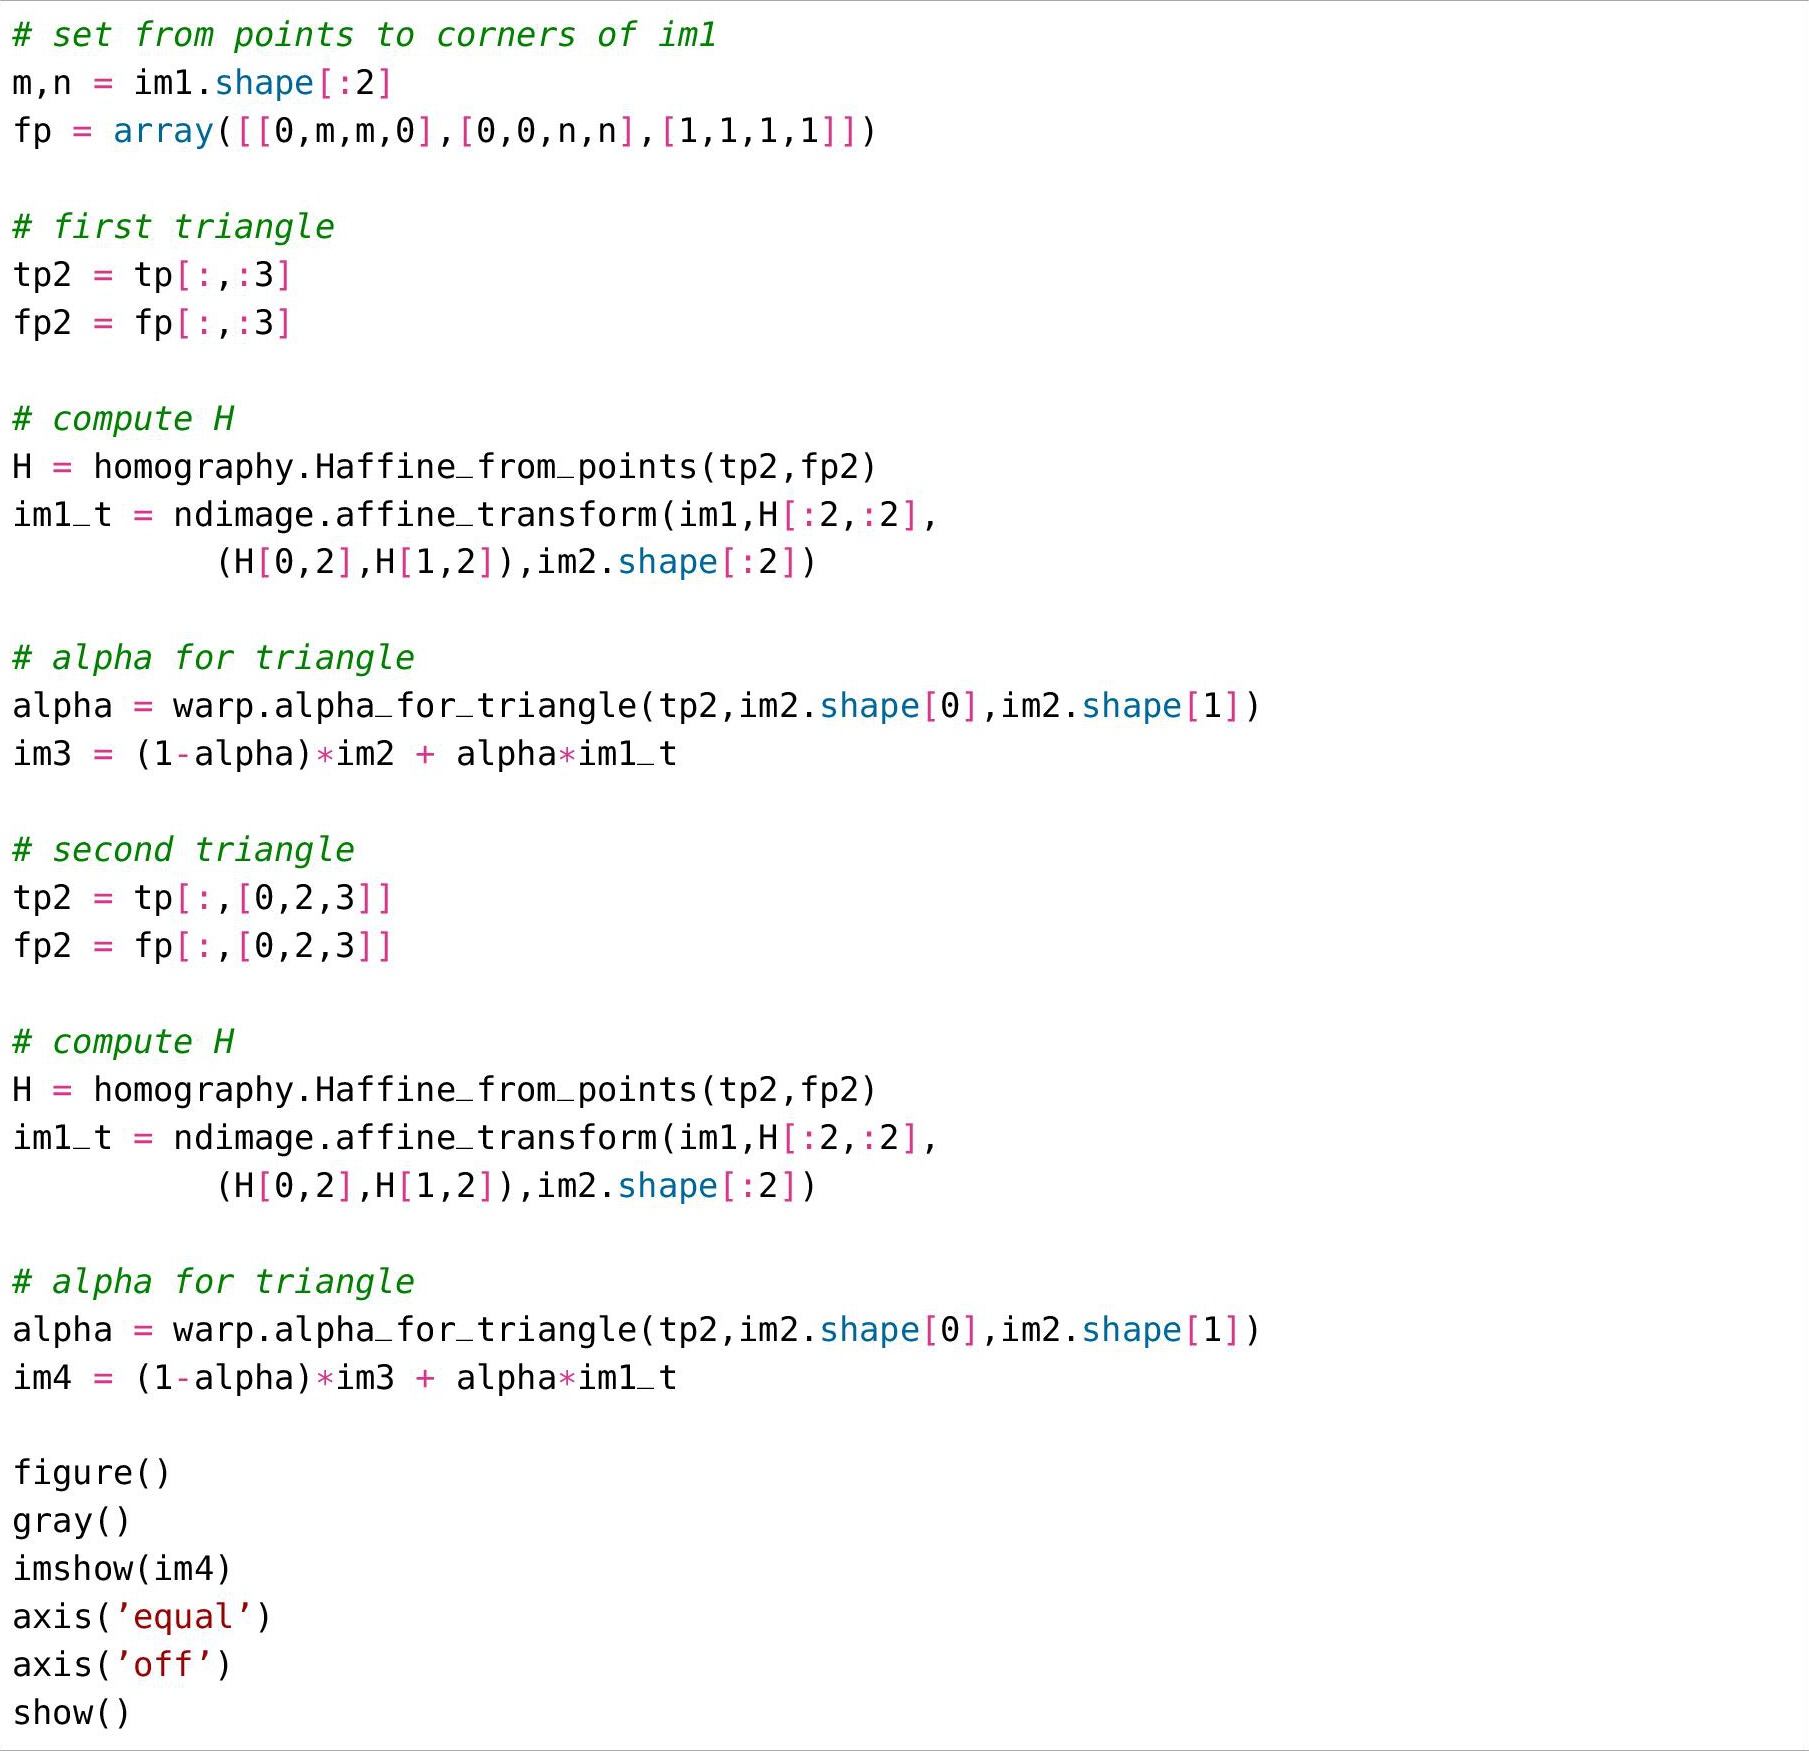 # set from points to corners of im1
m,n = im1.shape[:2]
fp = array([[0,m,m,0],[0,0,n,n],[1,1,1,1]])
# first triangle
tp2 = tp[:,:3]
fp2 = fp[:,:3]
# compute H
H = homography.Haffine_from_points(tp2,fp2)
im1_t = ndimage.affine_transform(im1,H[:2,:2],
(H[0,2],H[1,2]),im2.shape[:2])
# alpha for triangle
alpha = warp.alpha_for_triangle(tp2,im2.shape[0],im2.shape[1])
im3 = (1-alpha)*im2 + alpha*im1_t
# second triangle
tp2 = tp[:,[0,2,3]]
fp2 = fp[:,[0,2,3]]
# compute H
H = homography.Haffine_from_points(tp2,fp2)
im1_t = ndimage.affine_transform(im1,H[:2,:2],
(H[0,2],H[1,2]),im2.shape[:2])
# alpha for triangle
alpha = warp.alpha_for_triangle(tp2,im2.shape[0],im2.shape[1])
im4 = (1-alpha)*im3 + alpha*im1_t
figure()
gray()
imshow(im4)
axis(’equal’)
axis(’off’)
show()